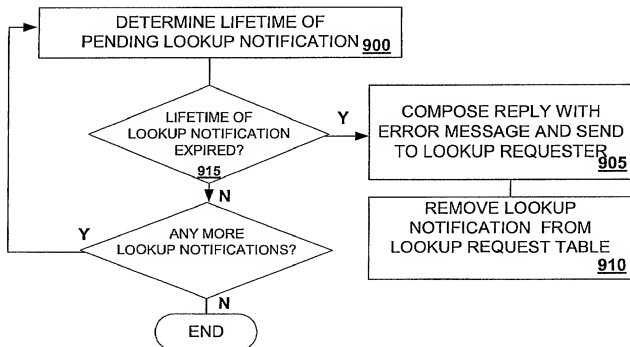 DETERMINE LIFETIME OF
PENDING LOOKUP NOTIFICATION 900
LIFETIME OF
LOOKUP NOTIFICATION
EXPIRED?
915
Y
N
COMPOSE REPLY WITH
ERROR MESSAGE AND SEND
TO LOOKUP REQUESTER 905
REMOVE LOOKUP
NOTIFICATION FROM
LOOKUP REQUEST TABLE
910
Y
ANY MORE
LOOKUP NOTIFICATIONS?
N
END